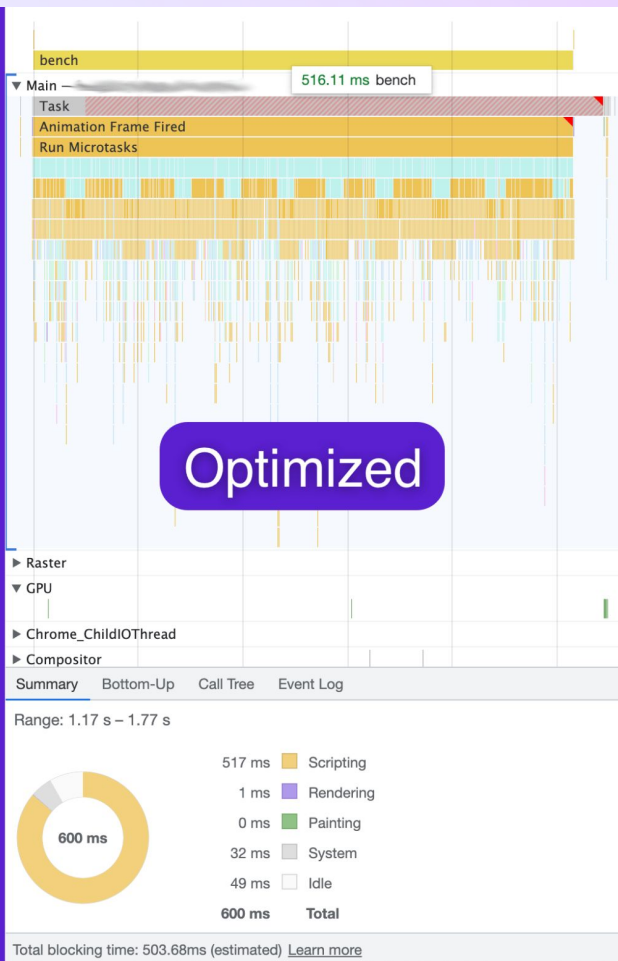 bench
516.11 ms bench
Main —
Task
Animation Frame Fired
Run Microtasks
Optimized
Raster
GPU
Chrome_ChildIOThread
Compositor
Summary Bottom-Up Call Tree Event Log
Range: 1.17 s – 1.77 s
517 ms Scripting
1 ms Rendering
0 ms Painting
32 ms System
49 ms Idle
600 ms Total
600 ms
Total blocking time: 503.68ms (estimated) Learn more